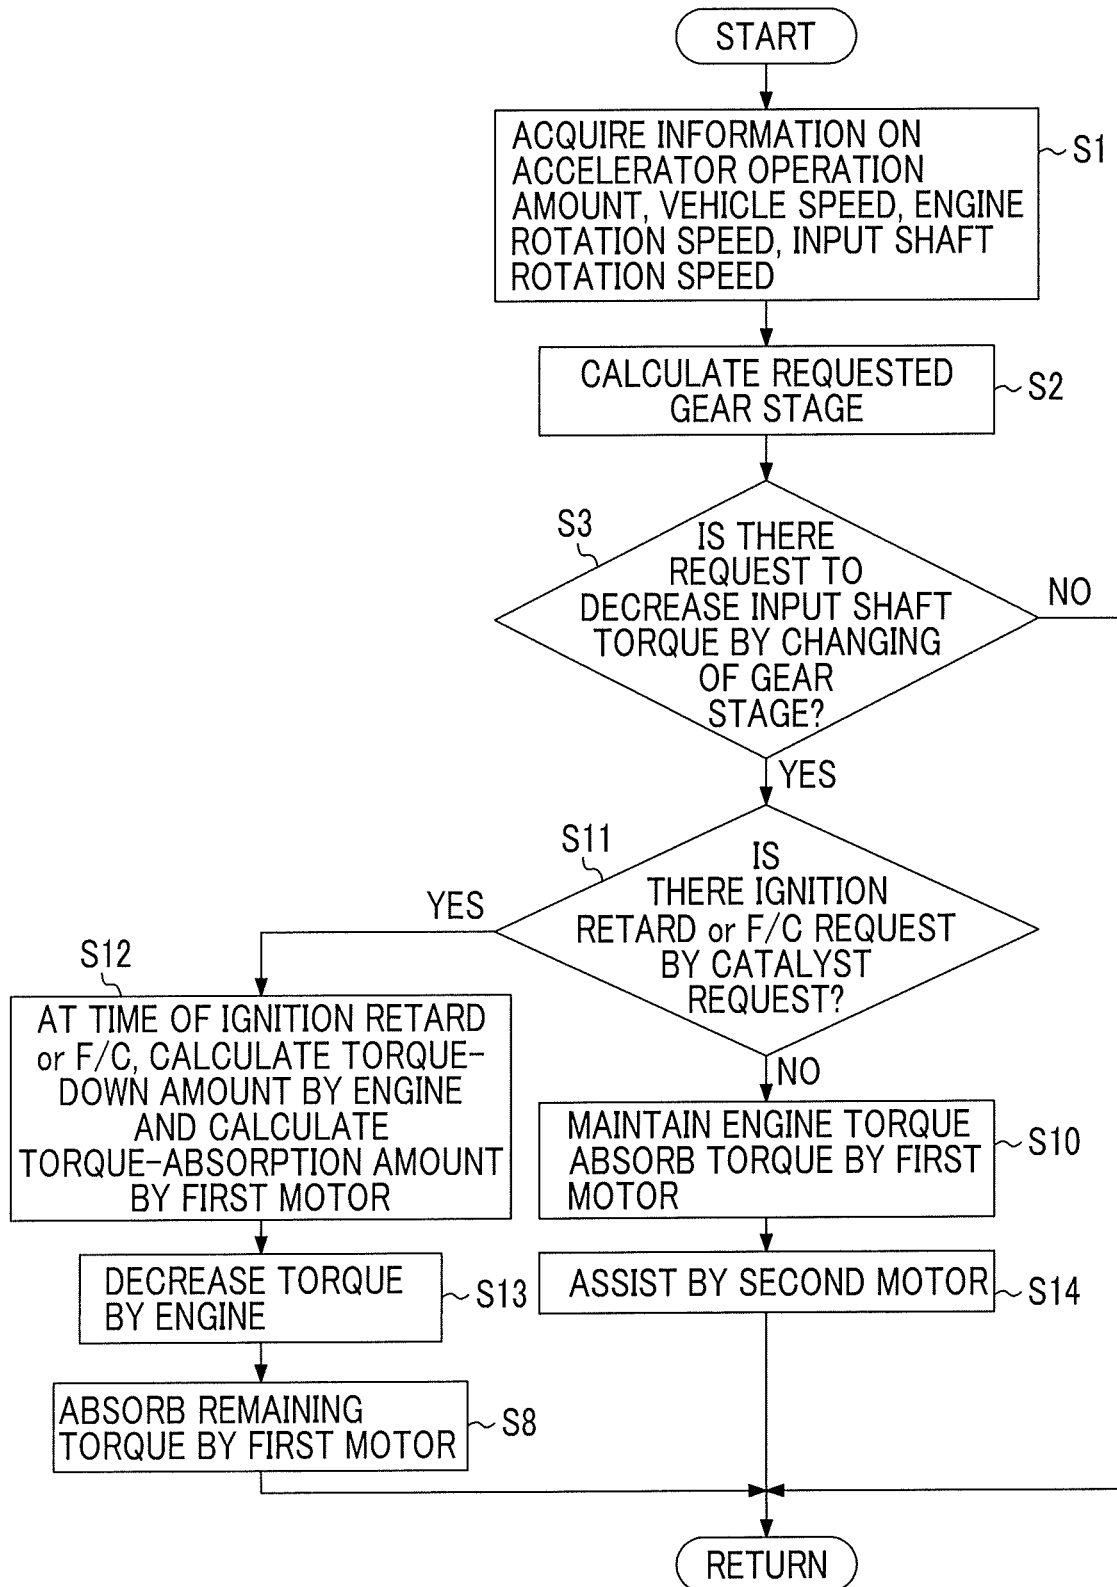 START
ACQUIRE INFORMATION ON
ACCELERATOR OPERATION
AMOUNT, VEHICLE SPEED, ENGINE
ROTATION SPEED, INPUT SHAFT
ROTATION SPEED
S1
CALCULATE REQUESTED
GEAR STAGE
S2
S3
IS THERE
REQUEST TO
DECREASE INPUT SHAFT
TORQUE BY CHANGING
OF GEAR
STAGE?
NO
YES
S11
IS
THERE IGNITION
RETARD or F/C REQUEST
BY CATALYST
REQUEST?
YES
NO
S12
AT TIME OF IGNITION RETARD
or F/C, CALCULATE TORQUE-
DOWN AMOUNT BY ENGINE
AND CALCULATE
TORQUE-ABSORPTION AMOUNT
BY FIRST MOTOR
MAINTAIN ENGINE TORQUE
ABSORB TORQUE BY FIRST
MOTOR
S10
DECREASE TORQUE
BY ENGINE
S13
ASSIST BY SECOND MOTOR
S14
ABSORB REMAINING
TORQUE BY FIRST MOTOR
S8
RETURN